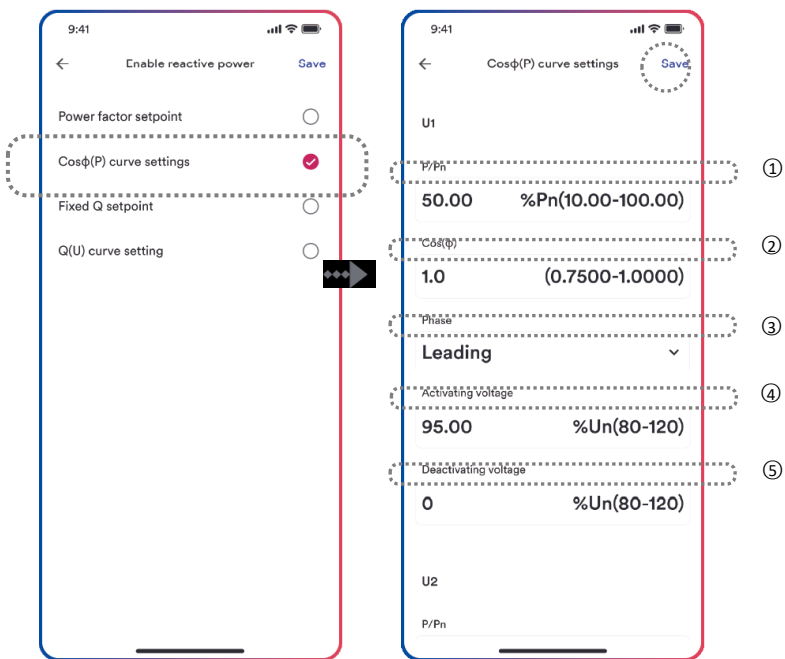 9:41
Enable reactive power Save
Power factor setpoint
Cosϕ(P) curve settings
Fixed Q setpoint
Q(U) curve setting
9:41
Cosϕ(P) curve settings Save
U1
P/Pn
①
50.00 %Pn(10.00-100.00)
Cos(ϕ)
②
1.0 (0.7500-1.0000)
Phase
③
Leading
Activating voltage
④
95.00 %Un(80-120)
Deactivating voltage
⑤
0 %Un(80-120)
U2
P/Pn